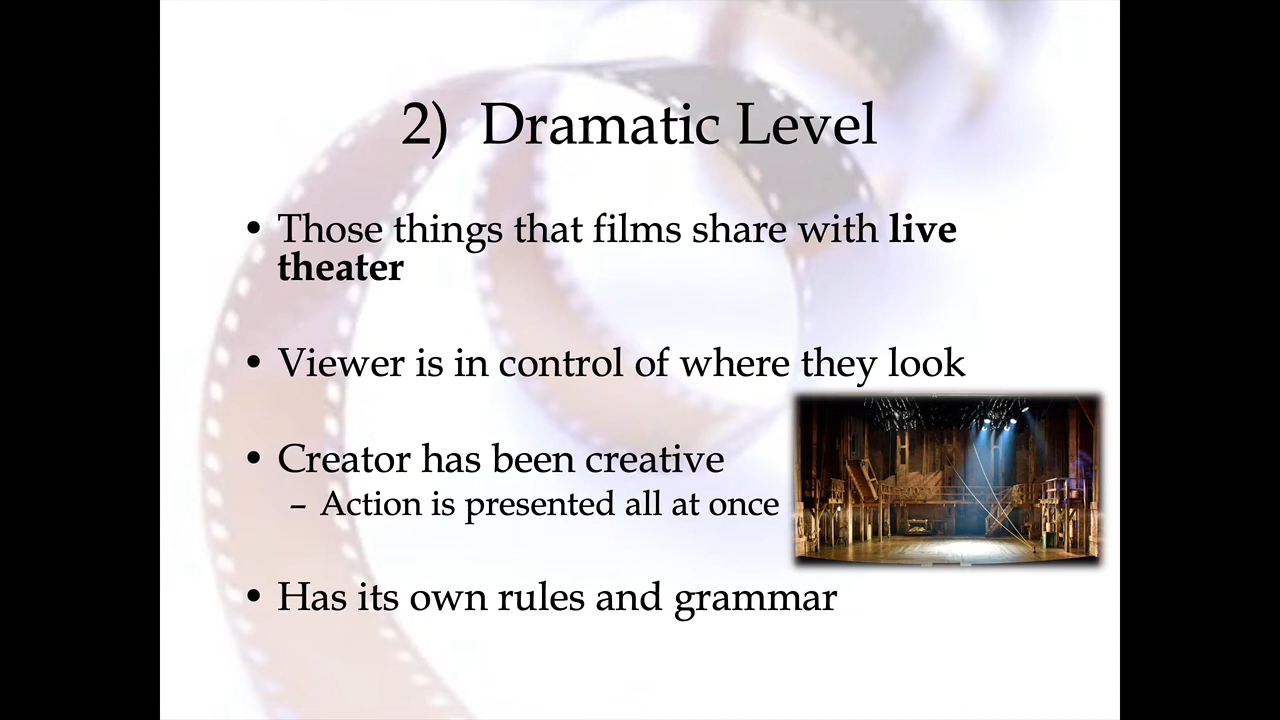 2) Dramatic Level
• Those things that films share with live
theater
• Viewer is in control of where they look
• Creator has been creative
– Action is presented all at once
• Has its own rules and grammar